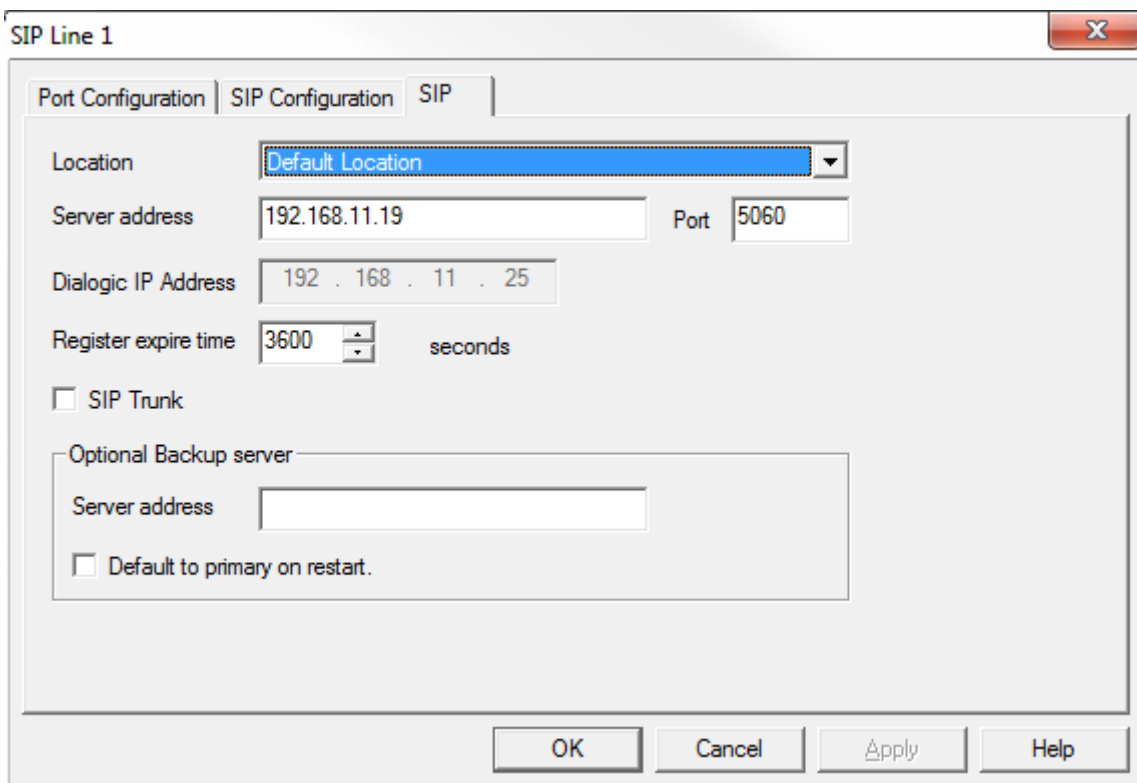 SIP Line 1
Port Configuration SIP Configuration SIP
Location Default Location
Server address 192.168.11.19 Port 5060
Dialogic IP Address 192 . 168 . 11 . 25
Register expire time 3600 seconds
SIP Trunk
Optional Backup server
Server address
Default to primary on restart.
OK Cancel Apply Help